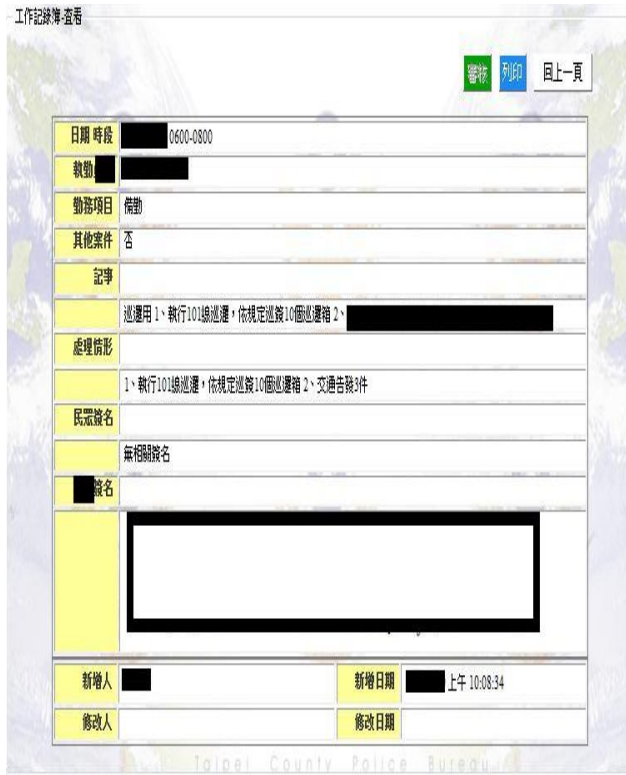 工作記錄簿-查看
審核 列印 回上一頁
日期 時段 0600-0800
執勤
勤務項目 備勤
其他案件 否
記事
巡邏用 1、執行101線巡邏，依規定巡簽10個巡邏箱 2、
處理情形
1、執行101線巡邏，依規定巡簽10個巡邏箱 2、交通告發3件
民眾簽名
無相關簽名
簽名
新增人 新增日期 上午 10:08:34
修改人 修改日期
Taipei County Police Bureau